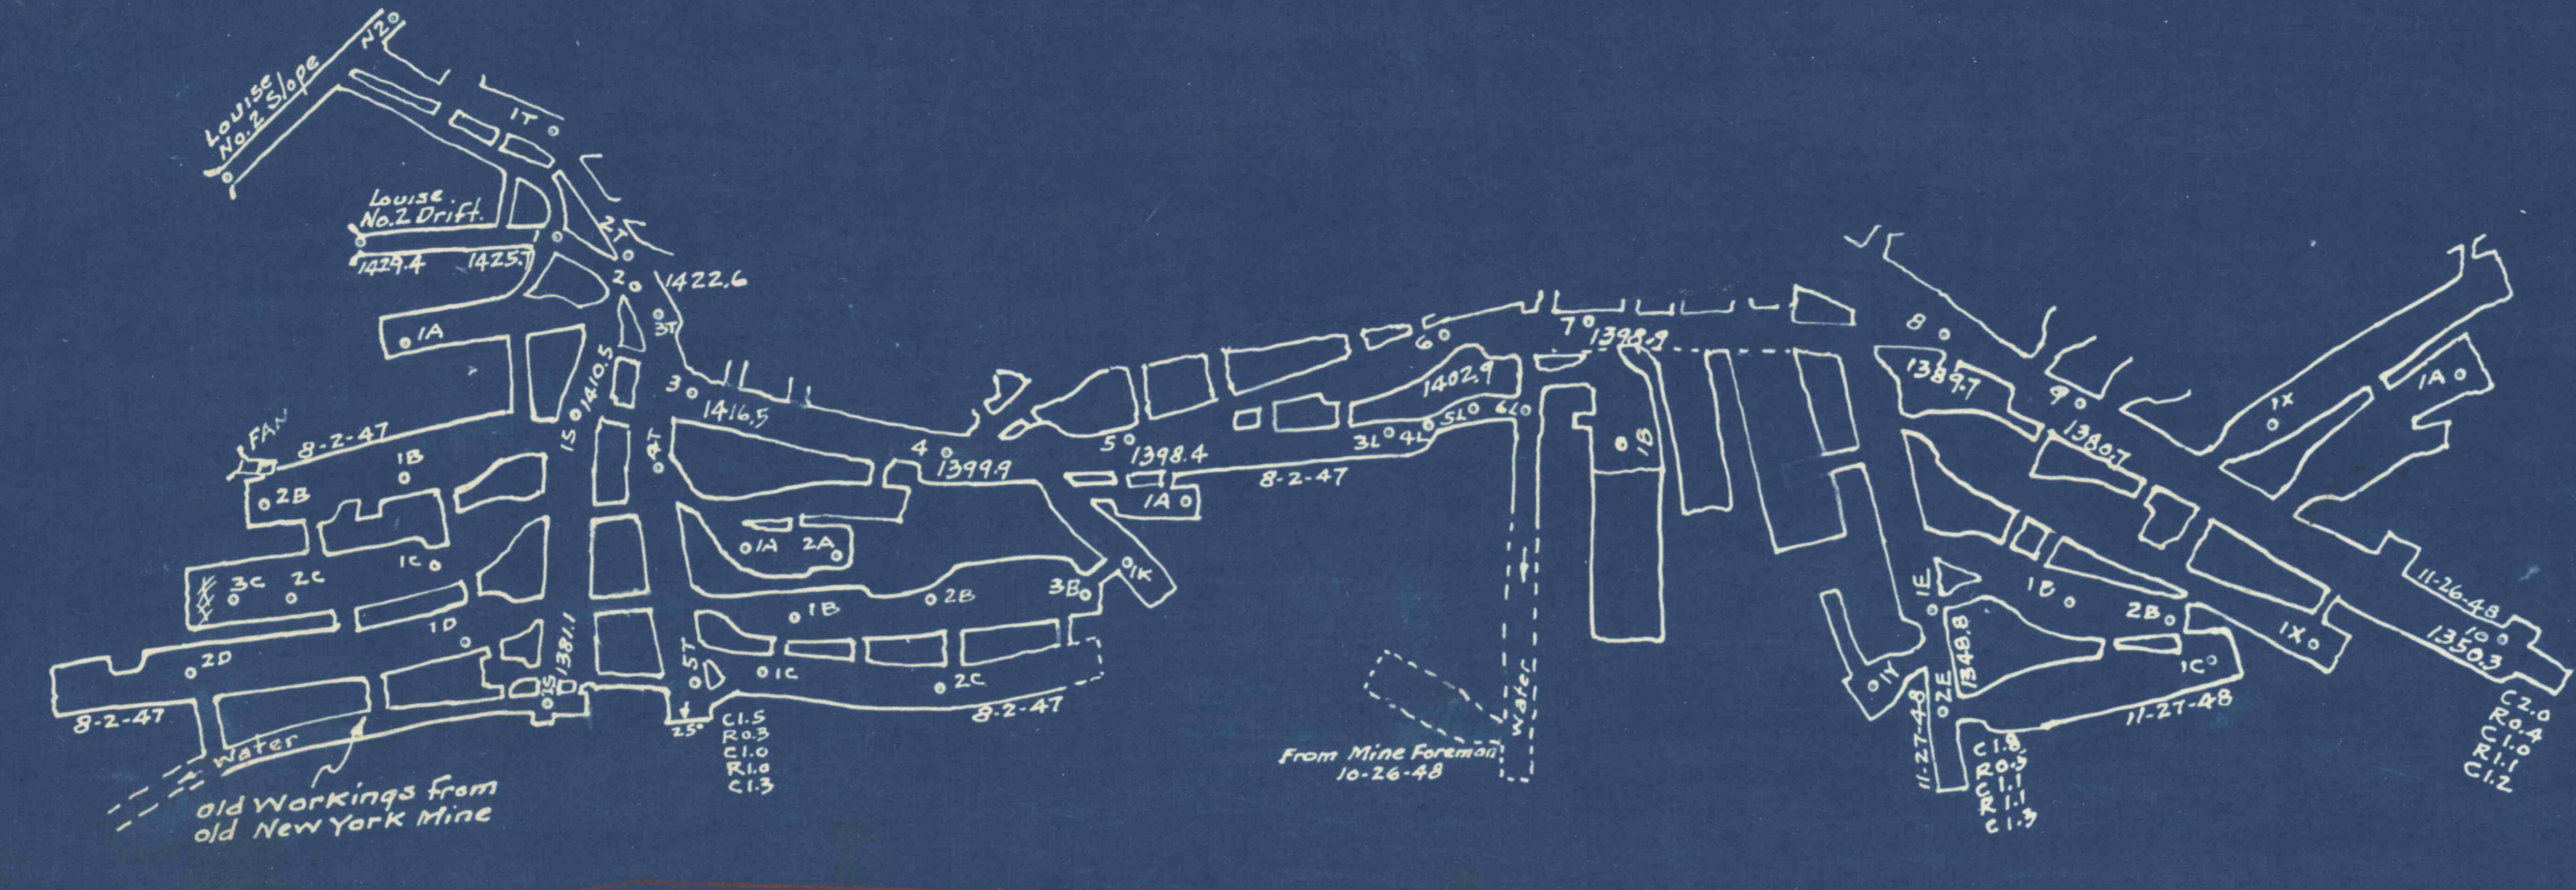 N2
Louise
No.2 Slope
1T
Louise.
No.2 Drift.
1
2T
1429.4
1425.7
2
1422.6
3T
1A
1410.5
1S
3
1416.5
4T
FAN
8-2-47
1B
2B
4
1399.9
5
1398.4
1A
8-2-47
3L
4L
5L
6L
1402.9
6
7
1398.9
1B
8
1389.7
9
1380.7
1X
1A
1C
3C
2C
1A
2A
1K
1B
2B
3B
1D
2D
1381.1
1S
5T
1C
2C
8-2-47
8-2-47
25°
C1.5
R0.3
C1.0
R1.0
C1.3
Water
Old Workings From
Old New York Mine
From Mine Foreman
10-26-48
Water
1E
1B
2B
1X
1348.8
1Y
2E
1C
11-27-48
11-27-48
C1.8
R0.5
C1.1
R1.1
C1.3
11-26-48
10
1350.3
C2.0
R0.4
C1.0
R1.1
C1.2